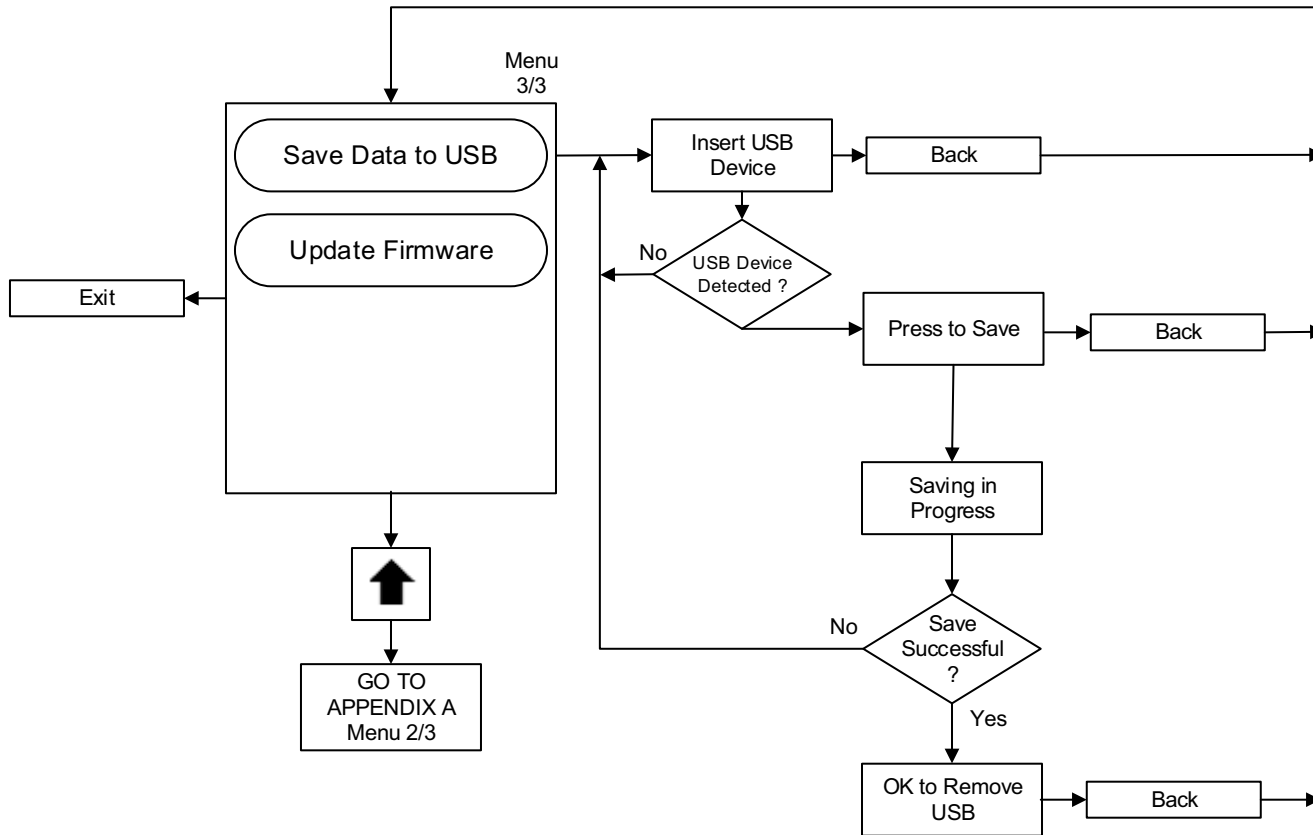 Menu
3/3
Save Data to USB
Insert USB
Device
Back
Update Firmware
No
USB Device
Detected ?
Exit
Press to Save
Back
Saving in
Progress
No
Save
Successful
?
GO TO
APPENDIX A
Menu 2/3
Yes
OK to Remove
USB
Back